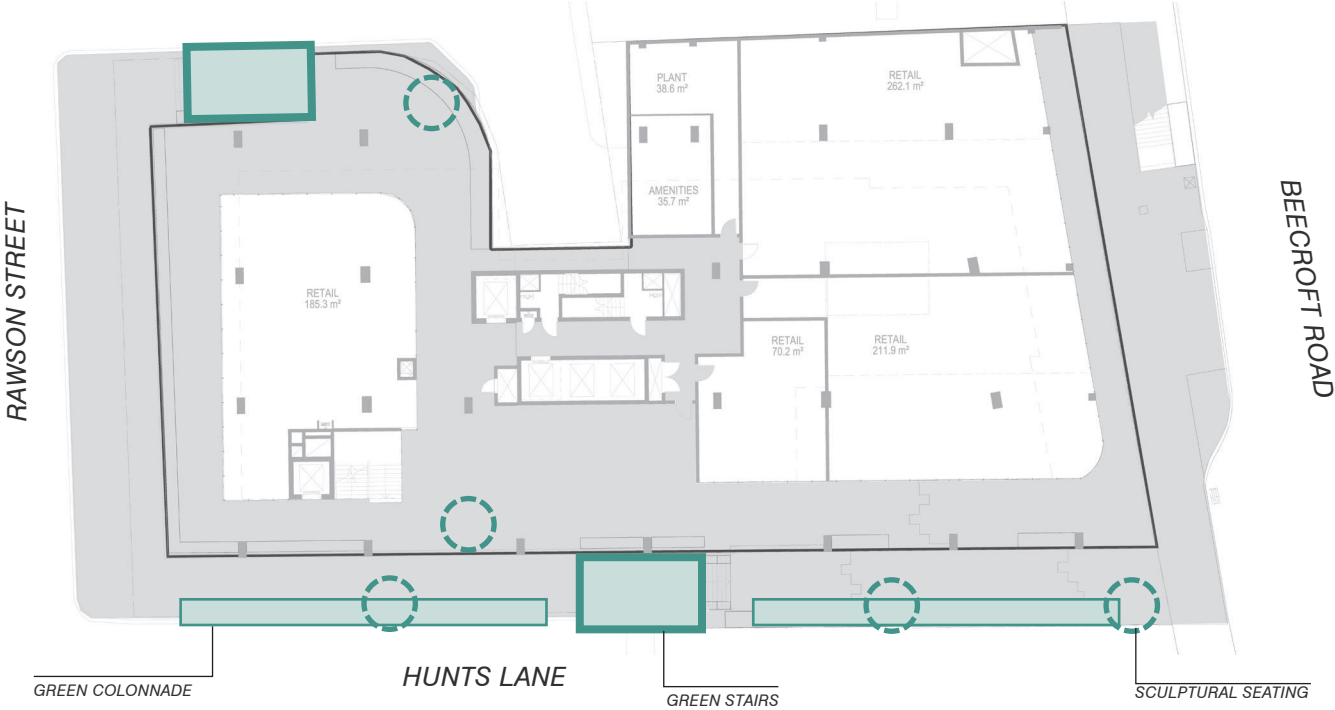 PLANT
38.6 m²
RETAIL
262.1 m²
AMENITIES
35.7 m²
RAWSON STREET
BEECROFT ROAD
RETAIL
185.3 m²
RETAIL
70.2 m²
RETAIL
211.9 m²
HUNTS LANE
GREEN COLONNADE
GREEN STAIRS
SCULPTURAL SEATING